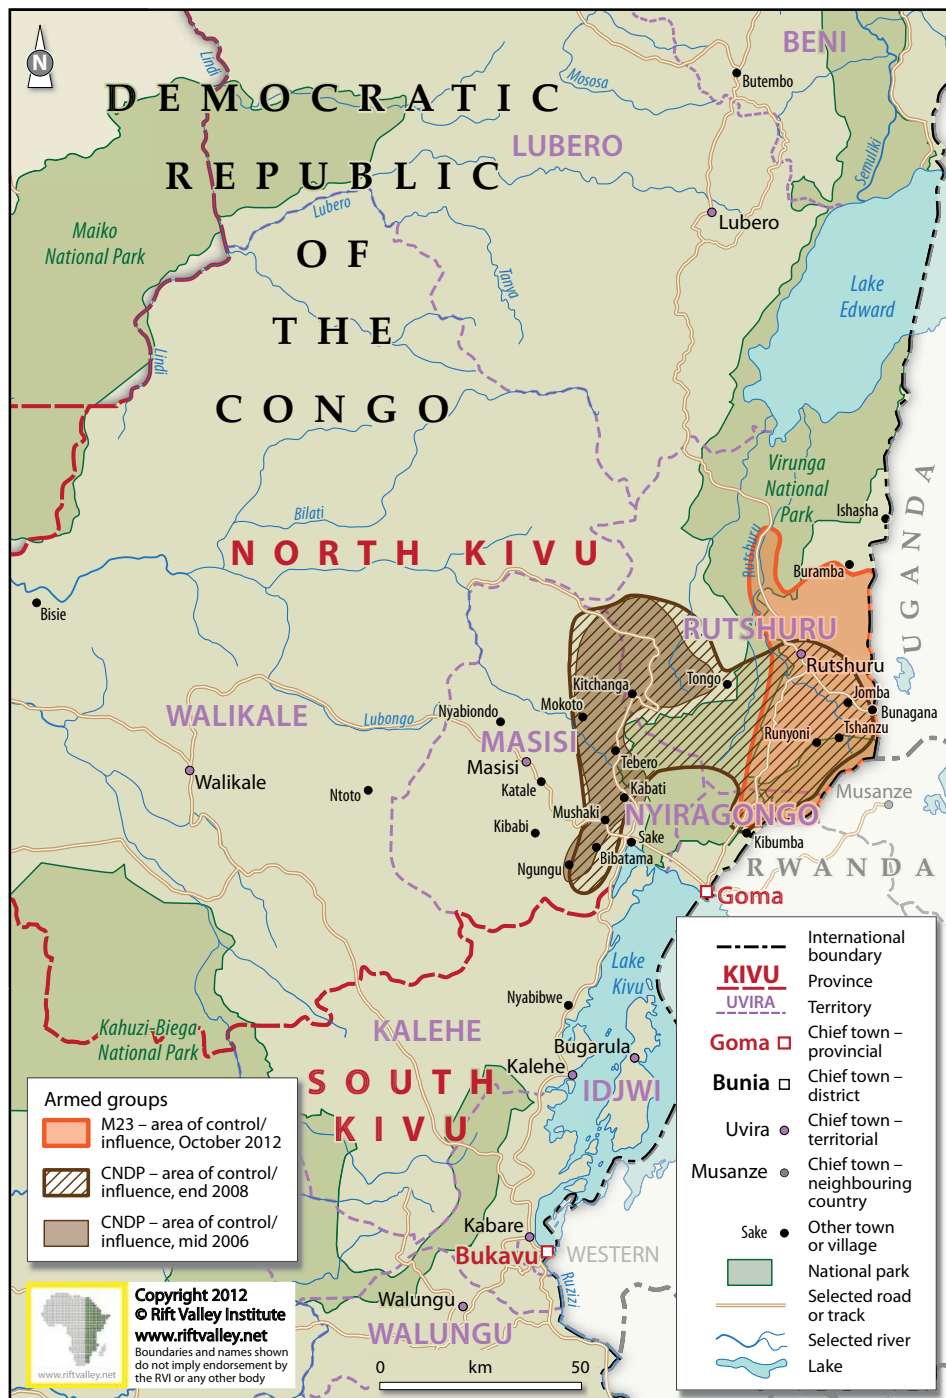 N
BENI
Lindi
Mososa
Butembo
DEMOCRATIC
LUBERO
Semuliki
REPUBLIC
Lubero
Lubero
Maiko
National Park
OF
Tanya
Lake
Edward
THE
Lindi
CONGO
Virunga
National
Park
Ishasha
UGANDA
Bilati
NORTH KIVU
Rutshuru
Buramba
Bisie
RUTSHURU
Rutshuru
Kitchanga
Tongo
Jomba
Mokoto
Bunagana
WALIKALE
Lubongo
Nyabiondo
Tshanzu
Runyoni
MASISI
Tebero
Masisi
Walikale
Katale
Kabati
Musanze
Ntoto
Mushaki
NYIRAGONGO
Kibabi
Sake
Kibumba
Bibatama
Ngungu
RWANDA
Goma
Lake
Kivu
Nyabibwe
Kahuzi-Biega
National Park
KALEHE
Bugarula
Kalehe
IDJWI
SOUTH
KIVU
Kabare
Bukavu
WESTERN
Ruzizi
Walungu
WALUNGU
0 km 50
Armed groups
M23 – area of control/
influence, October 2012
CNDP – area of control/
influence, end 2008
CNDP – area of control/
influence, mid 2006
www.riftvalley.net
Copyright 2012
© Rift Valley Institute
www.riftvalley.net
Boundaries and names shown
do not imply endorsement by
the RVI or any other body
International
boundary
KIVU Province
UVIRA Territory
Goma Chief town –
provincial
Bunia Chief town –
district
Uvira Chief town –
territorial
Musanze Chief town –
neighbouring
country
Sake Other town
or village
National park
Selected road
or track
Selected river
Lake